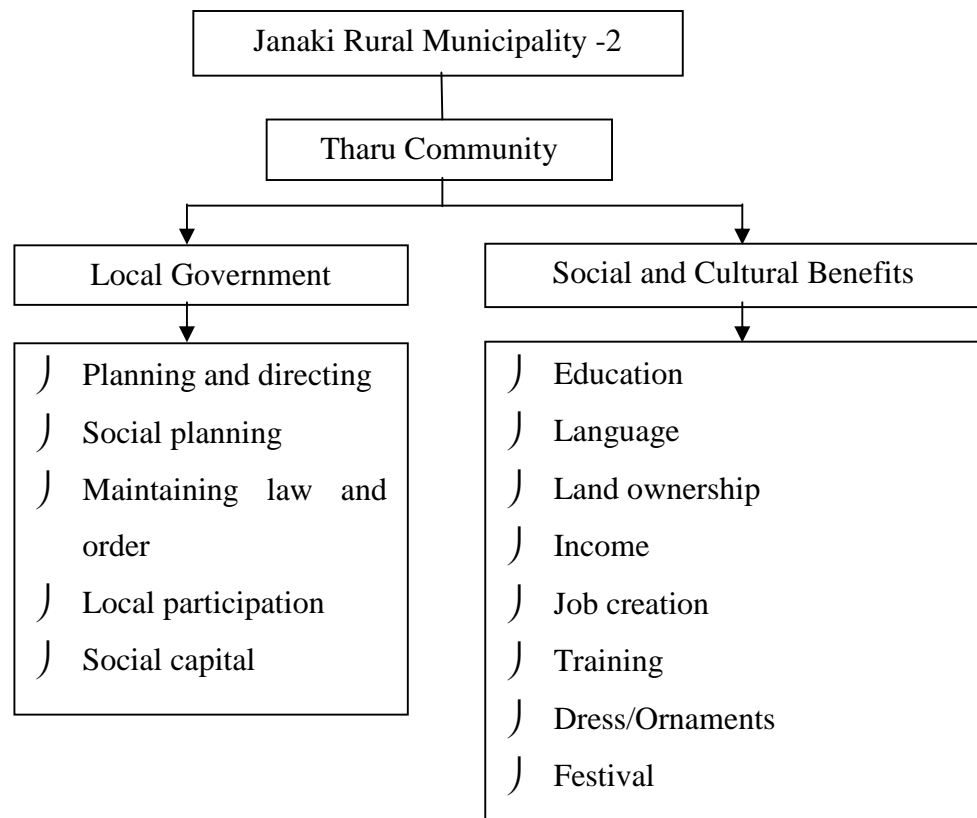 Janaki Rural Municipality -2
Tharu Community
Local Government
Planning and directing
Social planning
Maintaining law and
order
Local participation
Social capital
Social and Cultural Benefits
Education
Language
Land ownership
Income
Job creation
Training
Dress/Ornaments
Festival